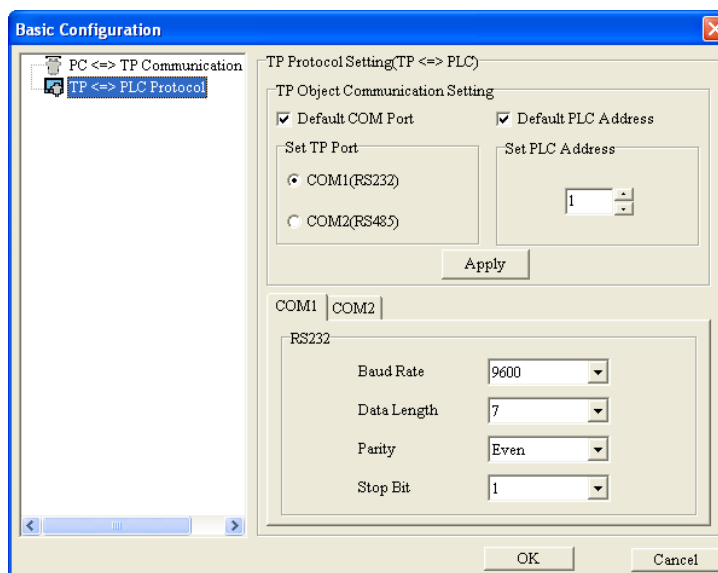 Basic Configuration
PC <=> TP Communication
TP <=> PLC Protocol
TP Protocol Setting(TP <=> PLC)
TP Object Communication Setting
Default COM Port
Default PLC Address
Set TP Port
COM1(RS232)
COM2(RS485)
Set PLC Address
1
Apply
COM1 COM2
RS232
Baud Rate 9600
Data Length 7
Parity Even
Stop Bit 1
OK Cancel